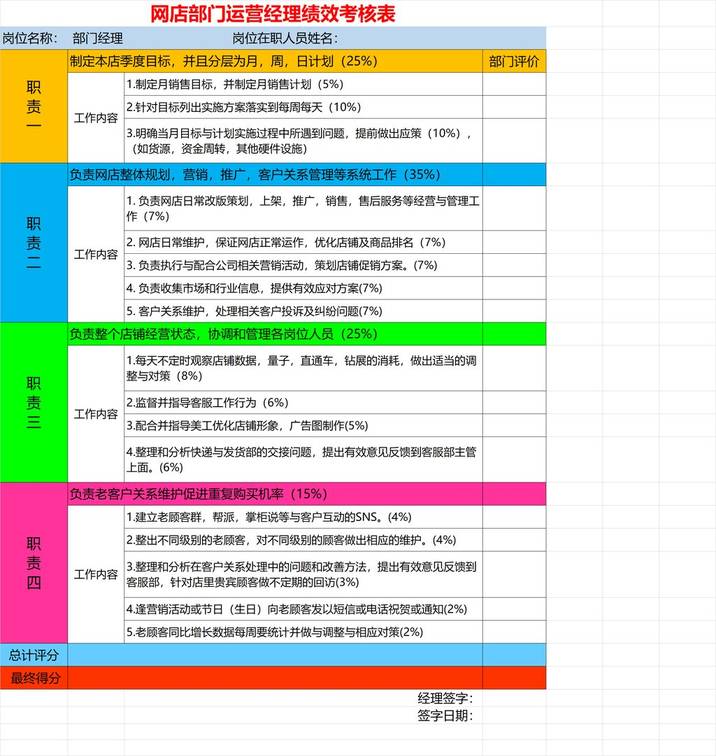 网店部门运营经理绩效考核表
岗位名称： 部门经理 岗位在职人员姓名：
职责一
制定本店季度目标，并且分层为月，周，日计划（25%） 部门评价
工作内容
1.制定月销售目标，并制定月销售计划（5%）
2.针对目标列出实施方案落实到每周每天（10%）
3.明确当月目标与计划实施过程中所遇到问题，提前做出应策（10%），
（如货源，资金周转，其他硬件设施）
职责二
负责网店整体规划，营销，推广，客户关系管理等系统工作（35%）
工作内容
1. 负责网店日常改版策划，上架，推广，销售，售后服务等经营与管理工
作（7%）
2. 网店日常维护，保证网店正常运作，优化店铺及商品排名（7%）
3. 负责执行与配合公司相关营销活动，策划店铺促销方案。(7%)
4. 负责收集市场和行业信息，提供有效应对方案(7%)
5. 客户关系维护，处理相关客户投诉及纠纷问题(7%)
职责三
负责整个店铺经营状态，协调和管理各岗位人员（25%）
工作内容
1.每天不定时观察店铺数据，量子，直通车，钻展的消耗，做出适当的调
整与对策（8%）
2.监督并指导客服工作行为（6%）
3.配合并指导美工优化店铺形象，广告图制作(5%)
4.整理和分析快递与发货部的交接问题，提出有效意见反馈到客服部主管
上面。(6%)
职责四
负责老客户关系维护促进重复购买机率（15%）
工作内容
1.建立老顾客群，帮派，掌柜说等与客户互动的SNS。(4%)
2.整出不同级别的老顾客，对不同级别的顾客做出相应的维护。(4%)
3.整理和分析在客户关系处理中的问题和改善方法，提出有效意见反馈到
客服部，针对店里贵宾顾客做不定期的回访(3%)
4.逢营销活动或节日（生日）向老顾客发以短信或电话祝贺或通知(2%)
5.老顾客同比增长数据每周要统计并做与调整与相应对策(2%)
总计评分
最终得分
经理签字：
签字日期：